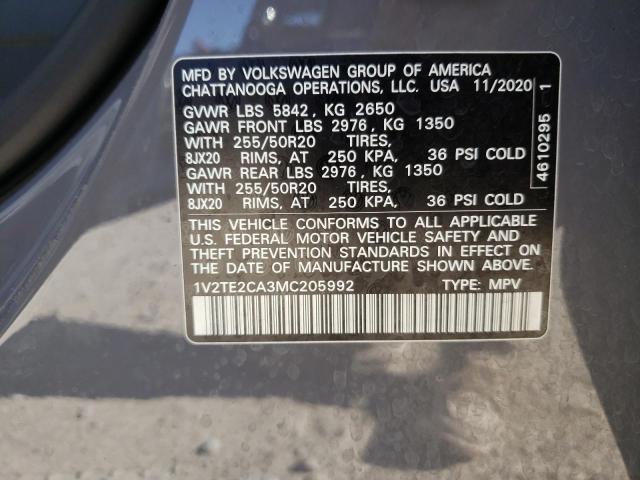 MFD BY VOLKSWAGEN GROUP OF AMERICA
CHATTANOOGA OPERATIONS, LLC. USA 11/2020
GVWR LBS 5842, KG 2650
GAWR FRONT LBS 2976, KG 1350
WITH 255/50R20 TIRES,
8JX20 RIMS, AT 250 KPA, 36 PSI COLD
GAWR REAR LBS 2976, KG 1350
WITH 255/50R20 TIRES,
8JX20 RIMS, AT 250 KPA, 36 PSI COLD
THIS VEHICLE CONFORMS TO ALL APPLICABLE
U.S. FEDERAL MOTOR VEHICLE SAFETY AND
THEFT PREVENTION STANDARDS IN EFFECT ON
THE DATE OF MANUFACTURE SHOWN ABOVE.
1V2TE2CA3MC205992 TYPE: MPV
4610295 1